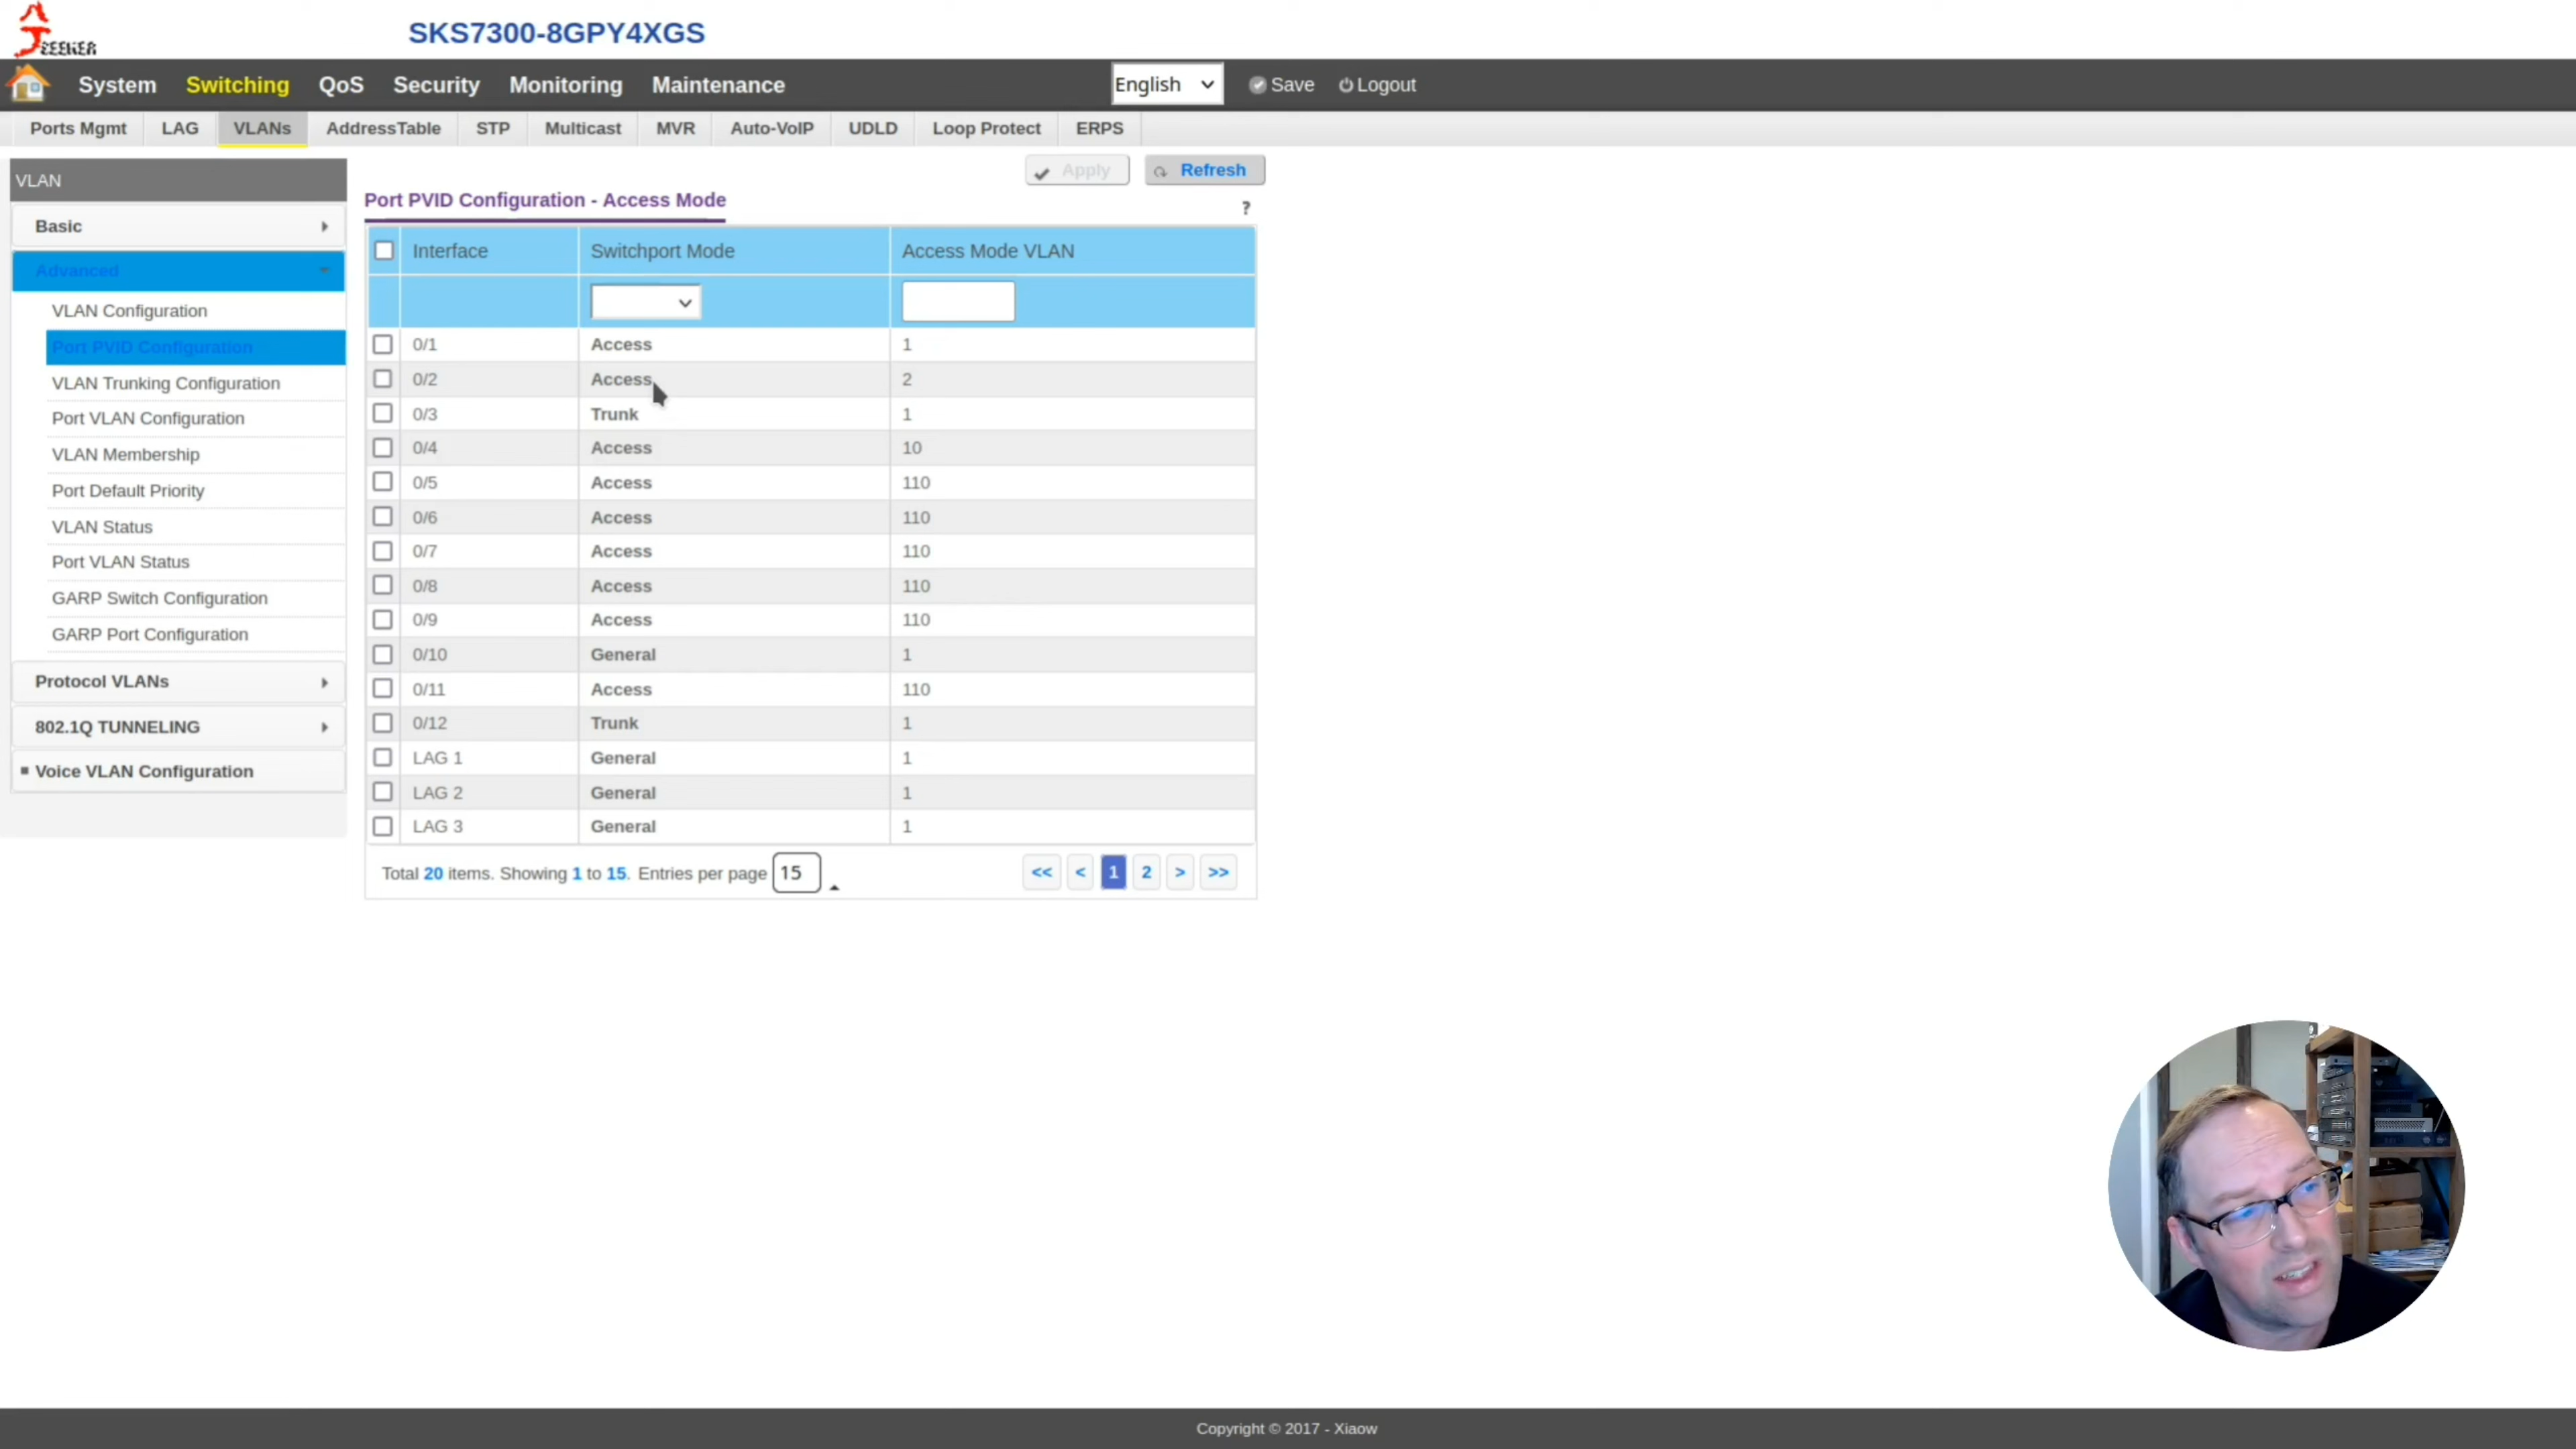 SEEKER
SKS7300-8GPY4XGS
System Switching QoS Security Monitoring Maintenance English Save Logout
Ports Mgmt LAG VLANs AddressTable STP Multicast MVR Auto-VoIP UDLD Loop Protect ERPS
Apply Refresh
VLAN
Basic
Advanced
VLAN Configuration
Port PVID Configuration
VLAN Trunking Configuration
Port VLAN Configuration
VLAN Membership
Port Default Priority
VLAN Status
Port VLAN Status
GARP Switch Configuration
GARP Port Configuration
Protocol VLANs
802.1Q TUNNELING
Voice VLAN Configuration
Port PVID Configuration - Access Mode ?
Interface Switchport Mode Access Mode VLAN
0/1 Access 1
0/2 Access 2
0/3 Trunk 1
0/4 Access 10
0/5 Access 110
0/6 Access 110
0/7 Access 110
0/8 Access 110
0/9 Access 110
0/10 General 1
0/11 Access 110
0/12 Trunk 1
LAG 1 General 1
LAG 2 General 1
LAG 3 General 1
Total 20 items. Showing 1 to 15. Entries per page 15 << < 1 2 > >>
Copyright © 2017 - Xiaow